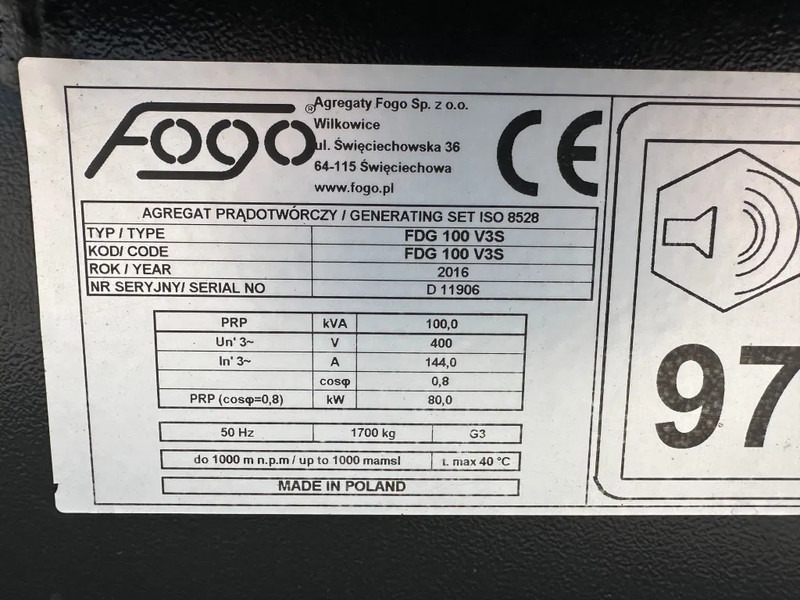 Fogo ®
Agregaty Fogo Sp. z o.o.
Wilkowice
ul. Święciechowska 36
64-115 Święciechowa
www.fogo.pl
CE
AGREGAT PRĄDOTWÓRCZY / GENERATING SET ISO 8528
TYP / TYPE FDG 100 V3S
KOD/ CODE FDG 100 V3S
ROK / YEAR 2016
NR SERYJNY/ SERIAL NO D 11906
PRP kVA 100,0
Un' 3~ V 400
In' 3~ A 144,0
cosφ 0,8
PRP (cosφ=0,8) kW 80,0
50 Hz 1700 kg G3
do 1000 m n.p.m / up to 1000 mamsl t. max 40 °C
MADE IN POLAND
97